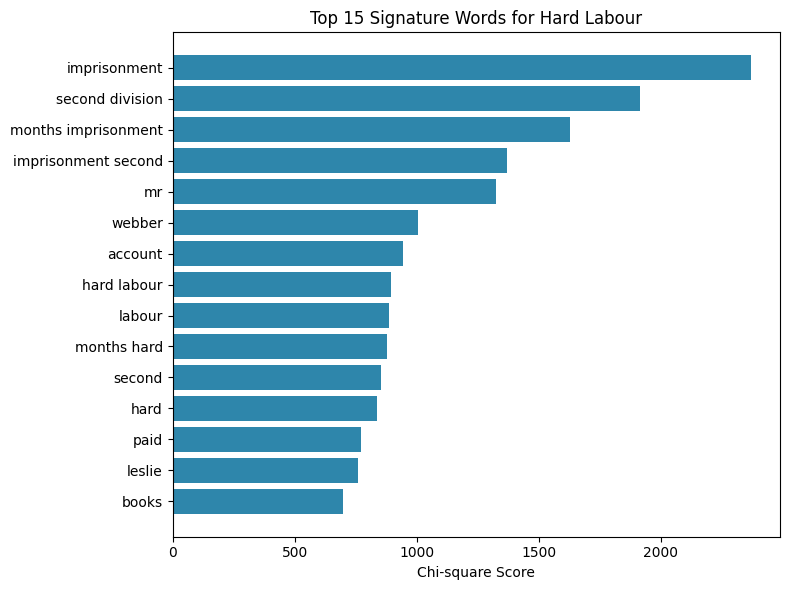 Top 15 Signature Words for Hard Labour
imprisonment
second division
months imprisonment
imprisonment second
mr
webber
account
hard labour
labour
months hard
second
hard
paid
leslie
books
0 500 1000 1500 2000
Chi-square Score